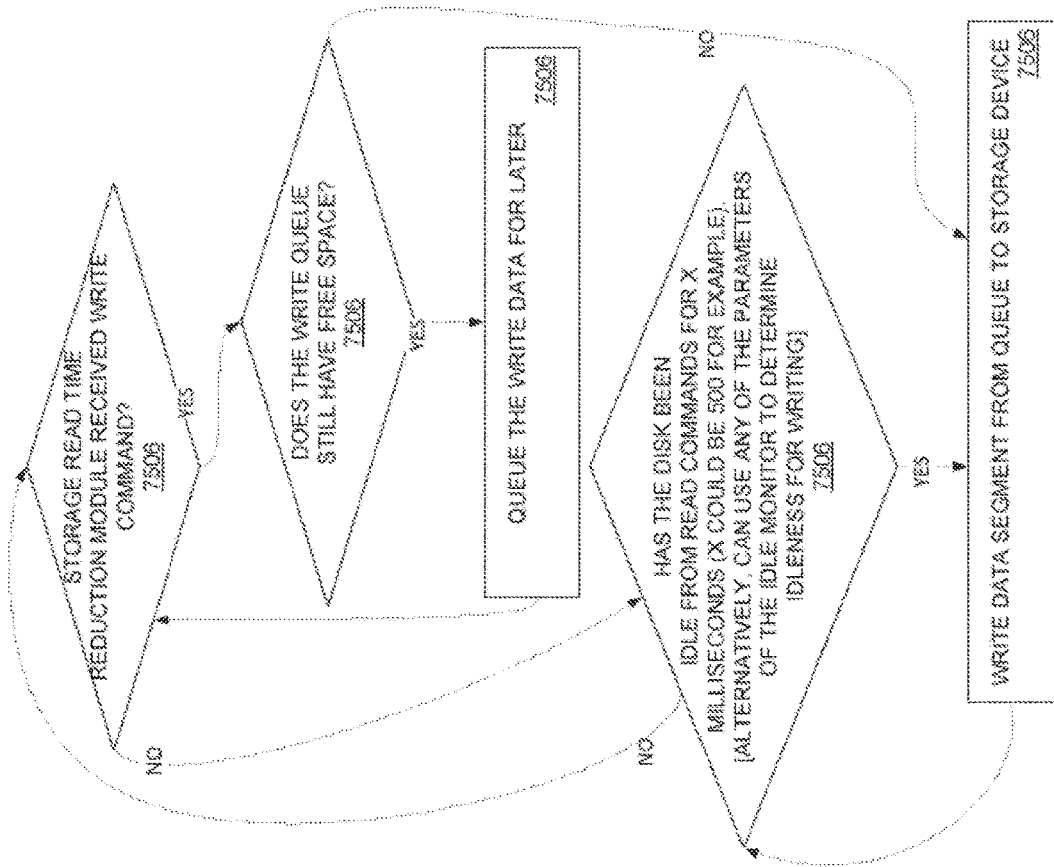 STORAGE READ TIME
REDUCTION MODULE RECEIVED WRITE
COMMAND?
7506
YES
NO
DOES THE WRITE QUEUE
STILL HAVE FREE SPACE?
7506
YES
NO
QUEUE THE WRITE DATA FOR LATER
7506
HAS THE DISK BEEN
IDLE FROM READ COMMANDS FOR X
MILLISECONDS (X COULD BE 500 FOR EXAMPLE).
[ALTERNATIVELY, CAN USE ANY OF THE PARAMETERS
OF THE IDLE MONITOR TO DETERMINE
IDLENESS FOR WRITING]
7506
NO
YES
WRITE DATA SEGMENT FROM QUEUE TO STORAGE DEVICE
7506